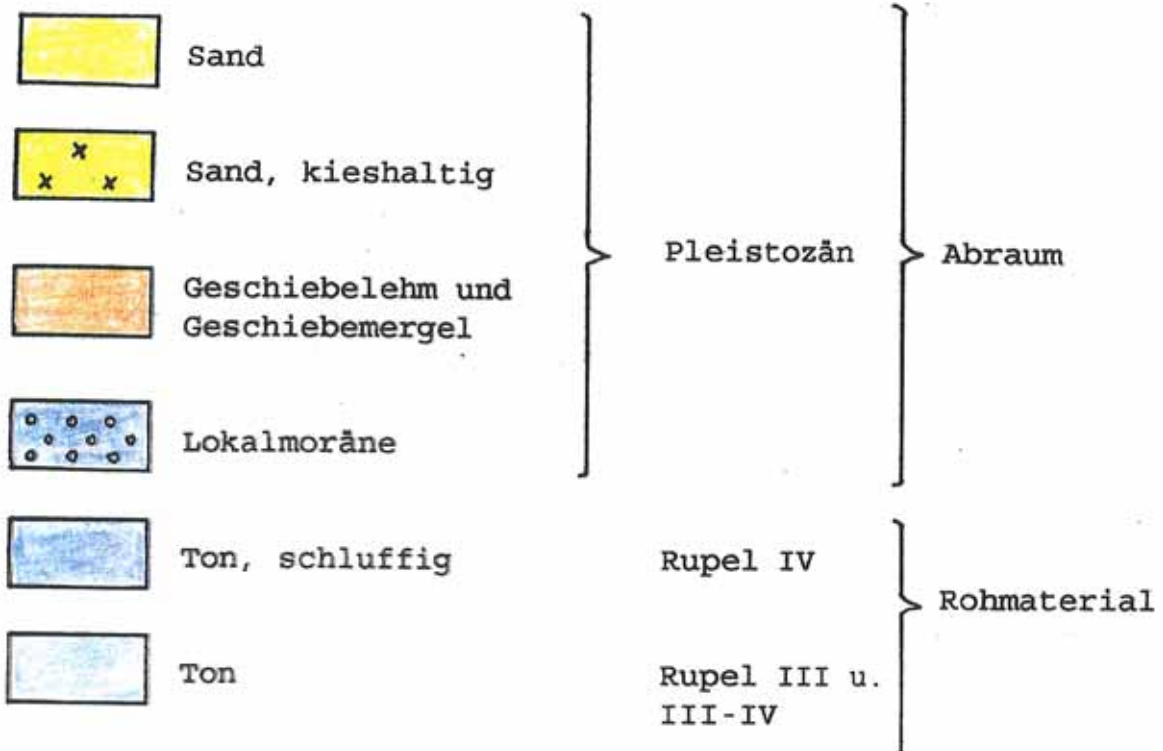 Sand
Sand, kieshaltig
Geschiebelehm und
Geschiebemergel
Lokalmoräne
Pleistozän
Abraum
Ton, schluffig
Rupel IV
Ton
Rupel III u.
III-IV
Rohmaterial